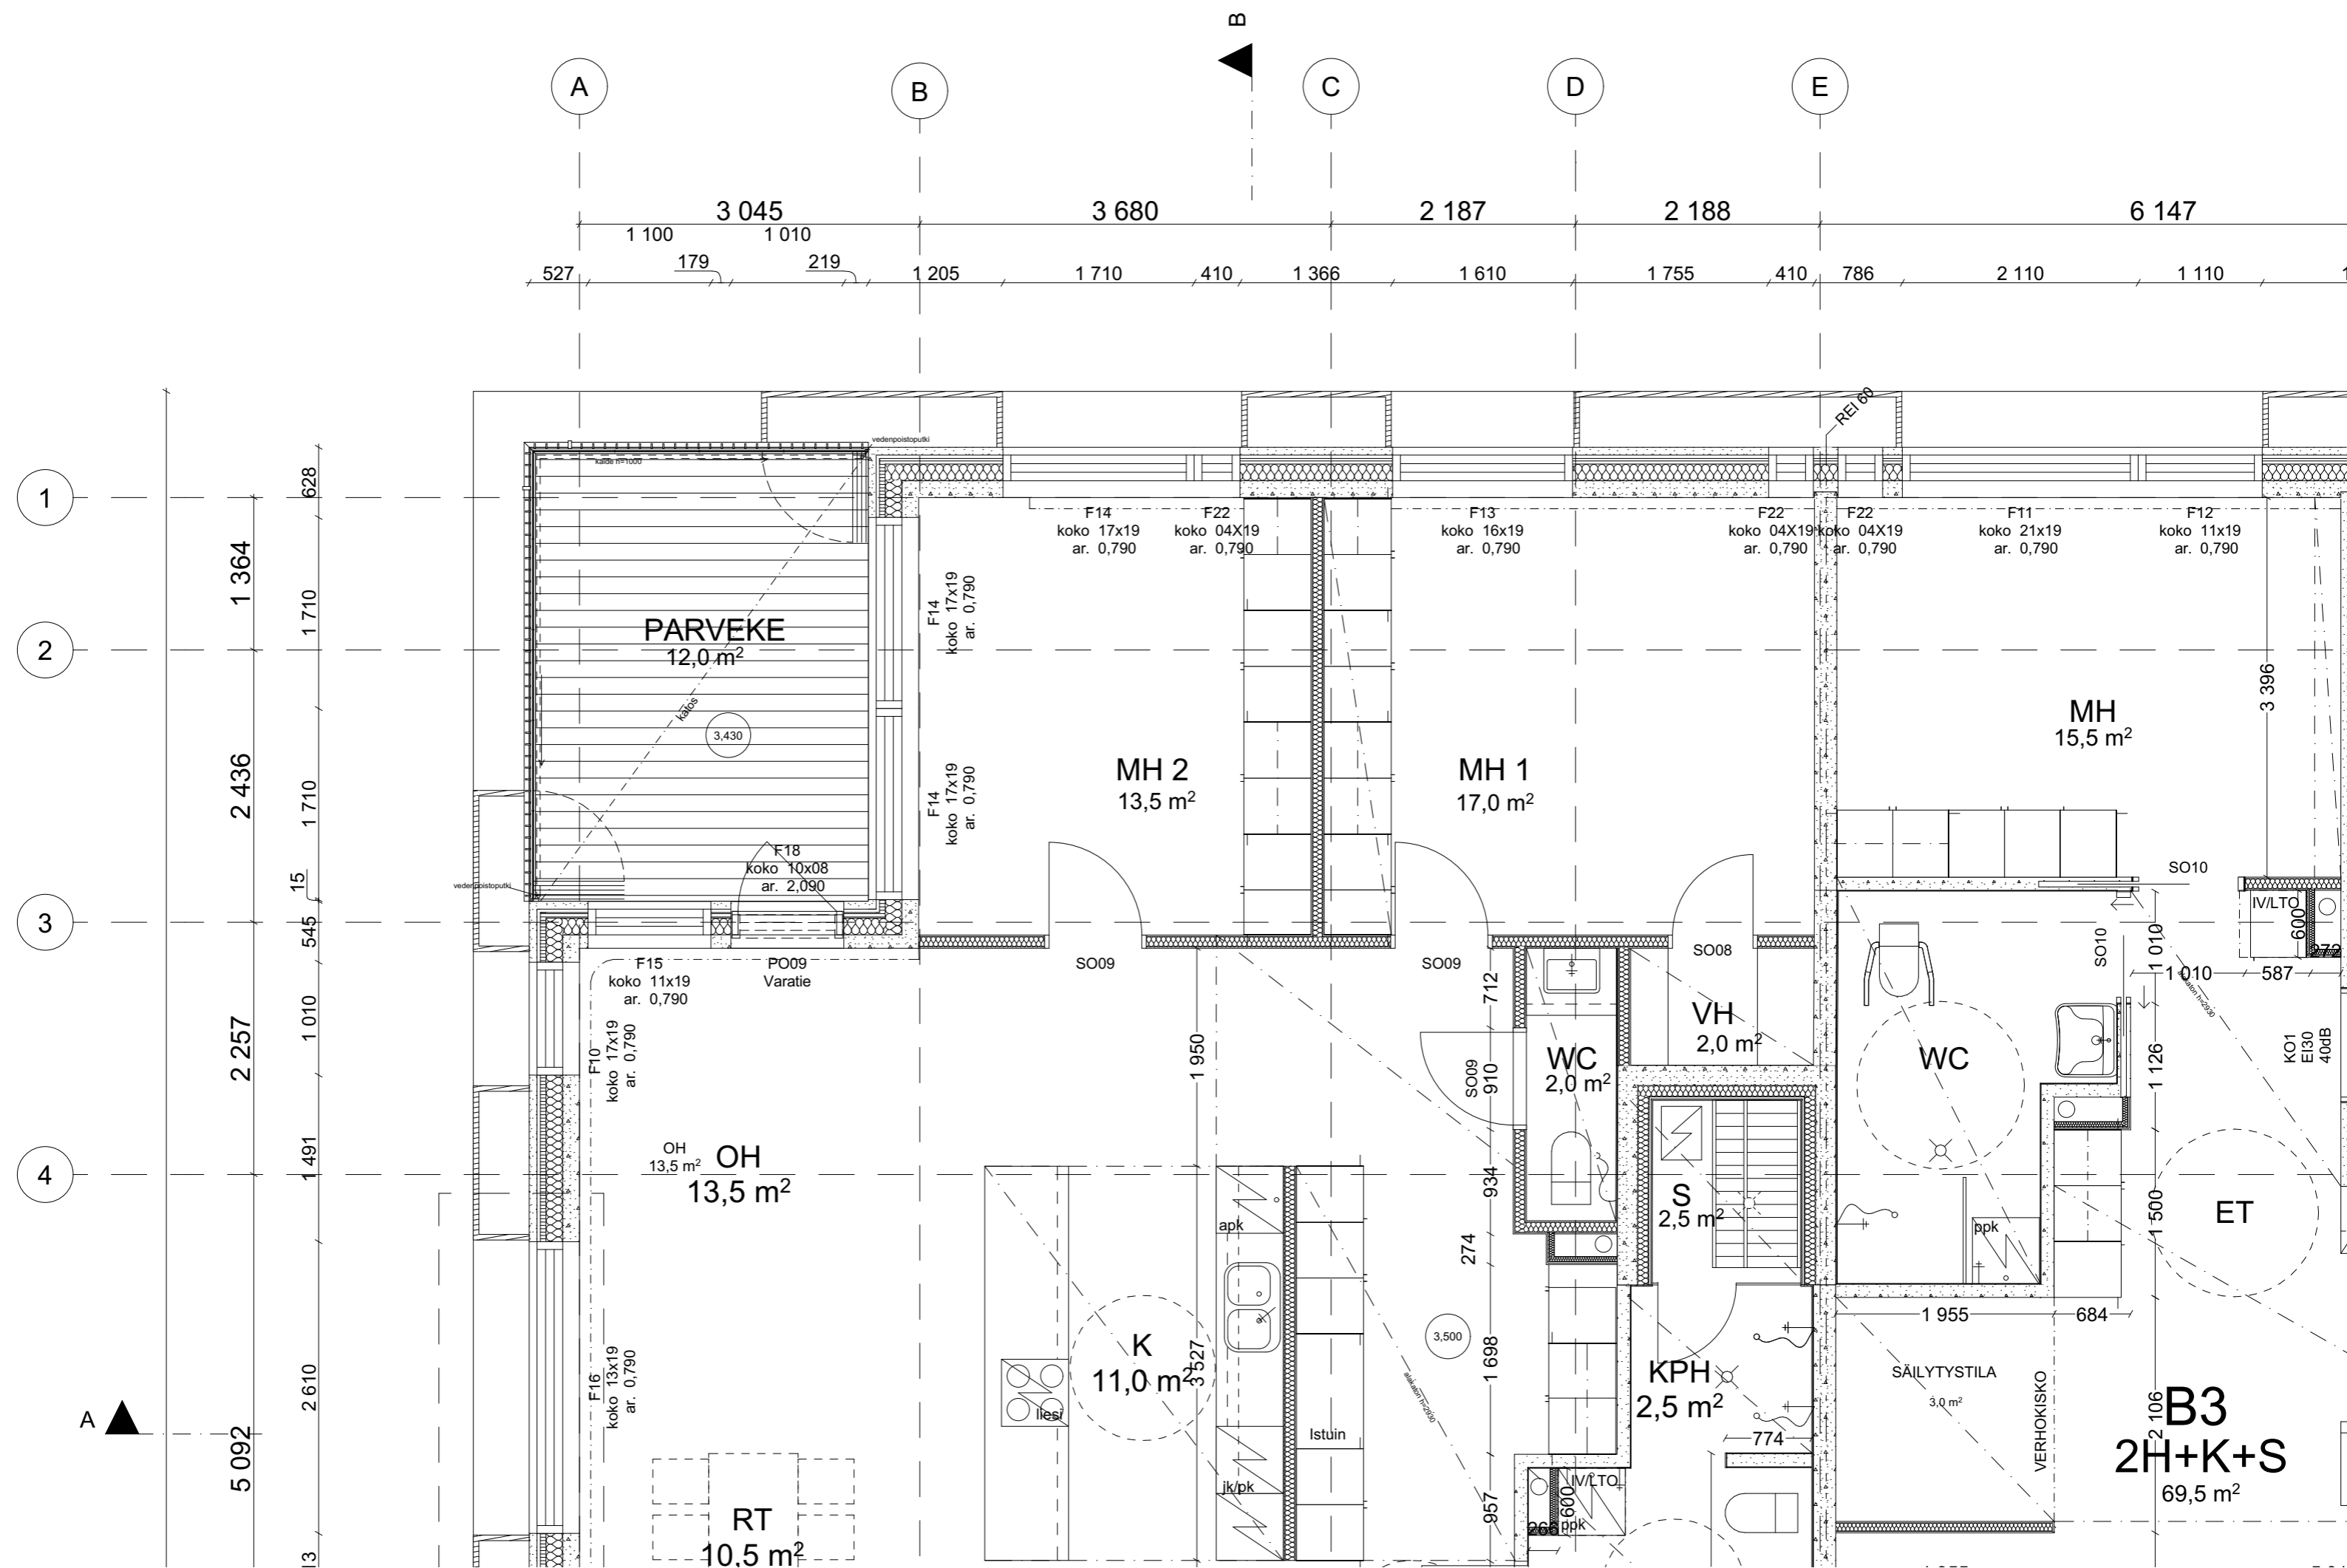 B
A
B
C
D
E
3 045
3 680
2 187
2 188
6 147
1 100
1 010
527
179
219
1 205
1 710
410
1 366
1 610
1 755
410
786
2 110
1 110
REI 60
vedenpoistoputki
kaide h=1000
1
2
3
4
628
1 364
1 710
2 436
1 710
15
545
1 010
2 257
1 491
2 610
5 092
A
F14
koko 17x19
ar. 0,790
F22
koko 04X19
ar. 0,790
F13
koko 16x19
ar. 0,790
F22
koko 04X19
ar. 0,790
F22
koko 04X19
ar. 0,790
F11
koko 21x19
ar. 0,790
F12
koko 11x19
ar. 0,790
F14
koko 17x19
ar. 0,790
F14
koko 17x19
ar. 0,790
PARVEKE
12,0 m²
katos
3,430
F18
koko 10x08
ar. 2,090
vedenpoistoputki
MH 2
13,5 m²
MH 1
17,0 m²
MH
15,5 m²
3 396
F15
koko 11x19
ar. 0,790
PO09
Varatie
SO09
SO09
SO08
SO10
SO10
IV/LTO
600
272
1 010
1 010
587
alakaton h=2930
KO1
EI30
40dB
F10
koko 17x19
ar. 0,790
1 950
712
SO09
910
WC
2,0 m²
VH
2,0 m²
WC
1 126
OH
13,5 m²
OH
13,5 m²
934
S
2,5 m²
1 500
ET
apk
ppk
274
K
11,0 m²
3 527
liesi
3,500
1 698
1 955
684
F16
koko 13x19
ar. 0,790
alakaton h=2930
KPH
2,5 m²
SÄILYTYSTILA
3,0 m²
VERHOKISKO
2 106
B3
2H+K+S
69,5 m²
Istuin
774
jk/pk
957
IV/LTO
600
ppk
RT
10,5 m²